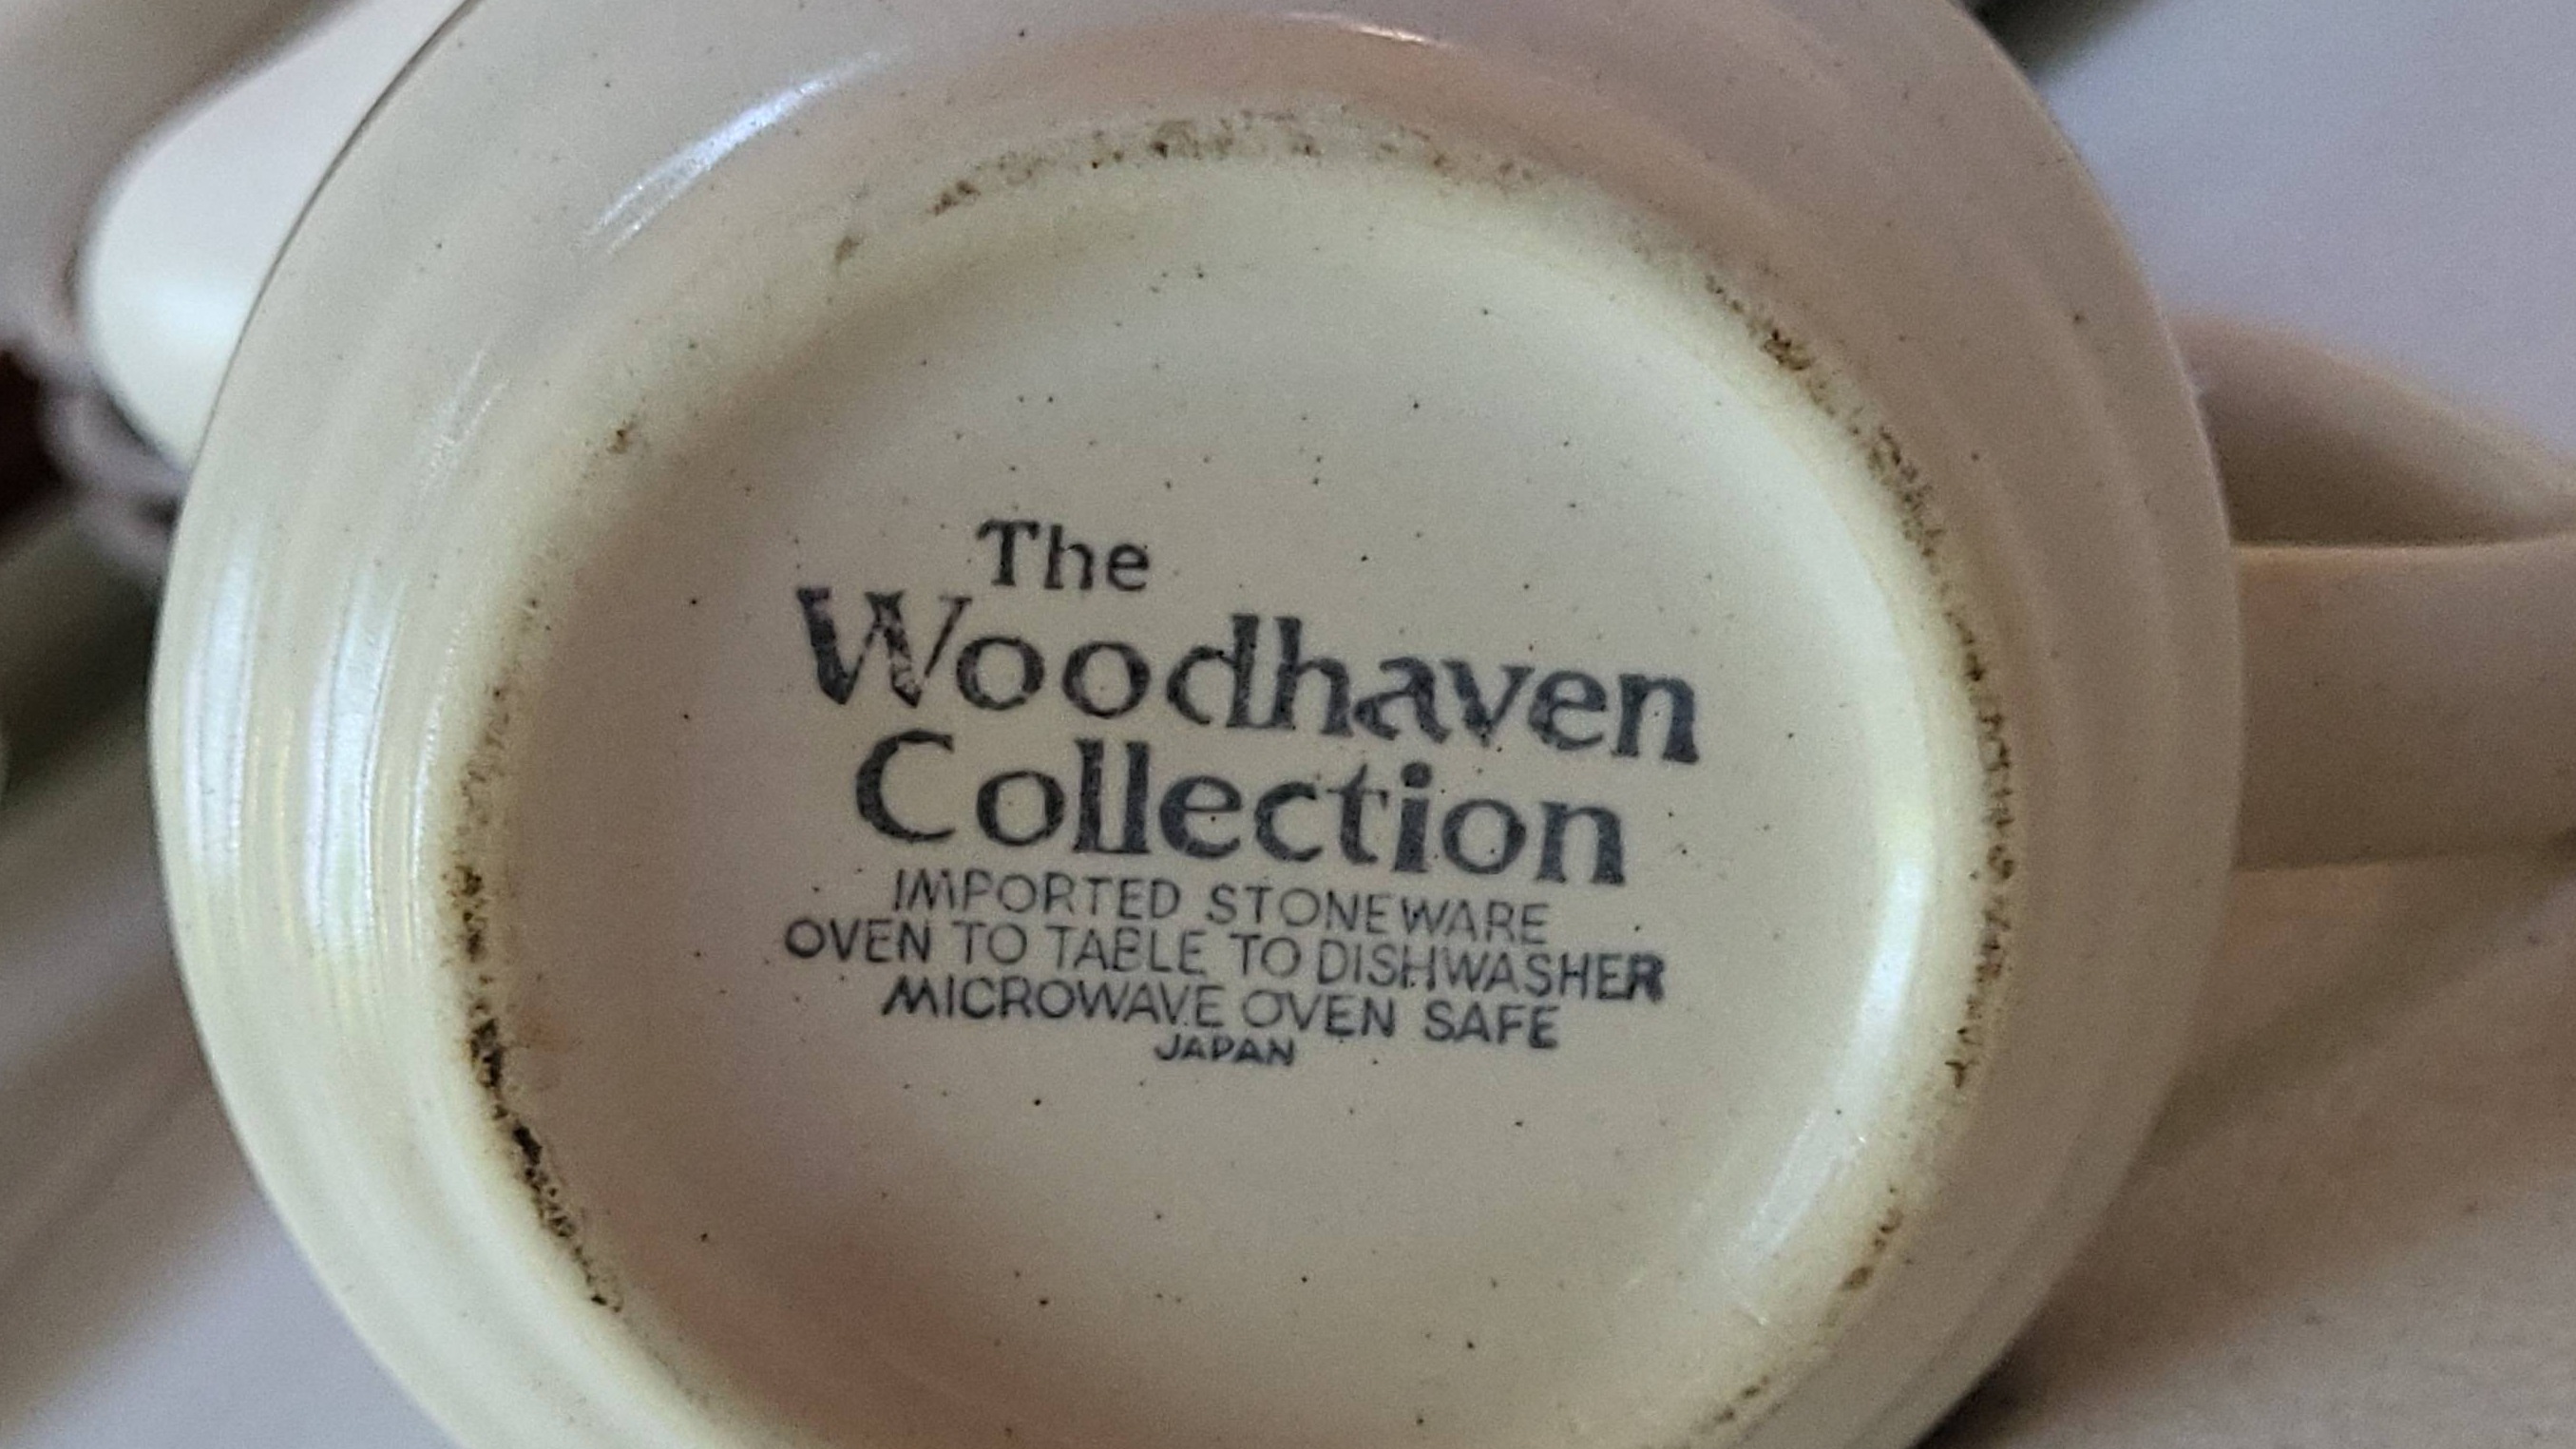 The
Woodhaven
Collection
IMPORTED STONEWARE
OVEN TO TABLE TO DISHWASHER
MICROWAVE OVEN SAFE
JAPAN